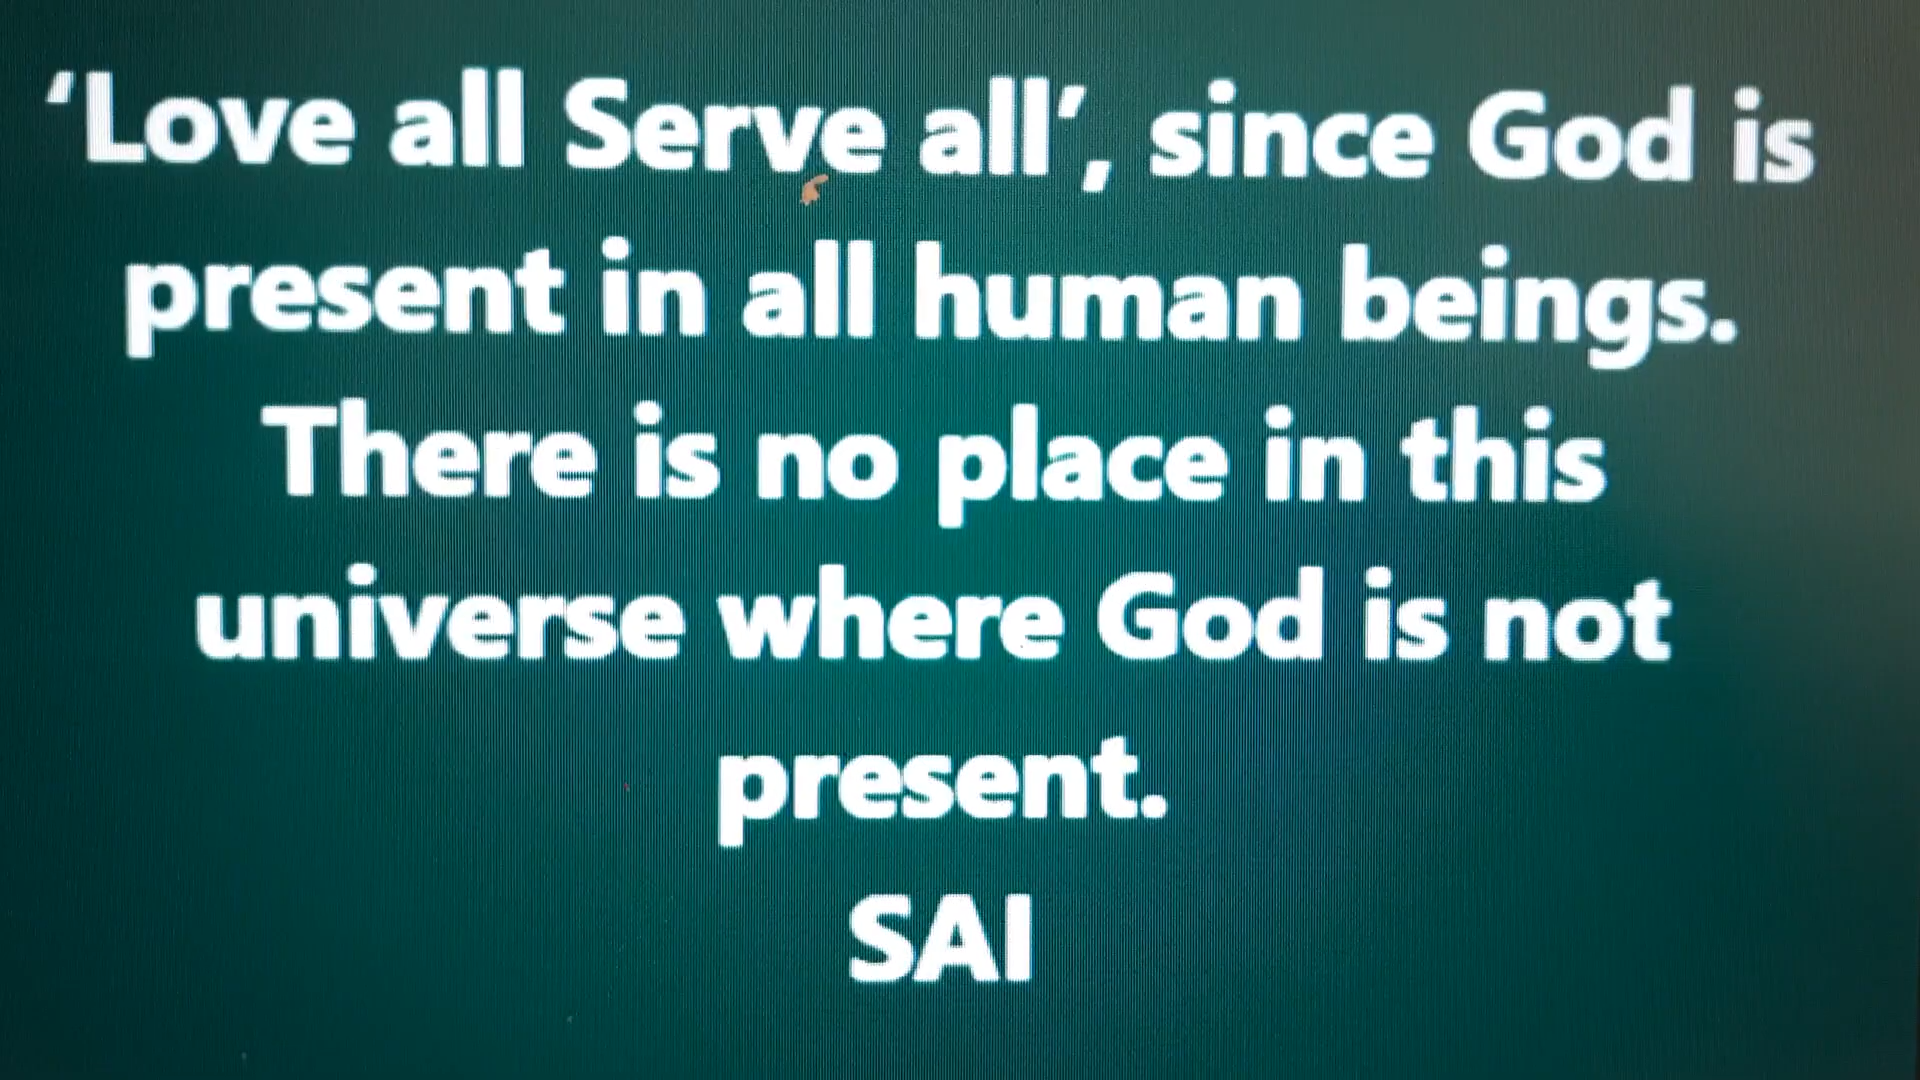 ‘Love all Serve all’, since God is
present in all human beings.
There is no place in this
universe where God is not
present.
SAI